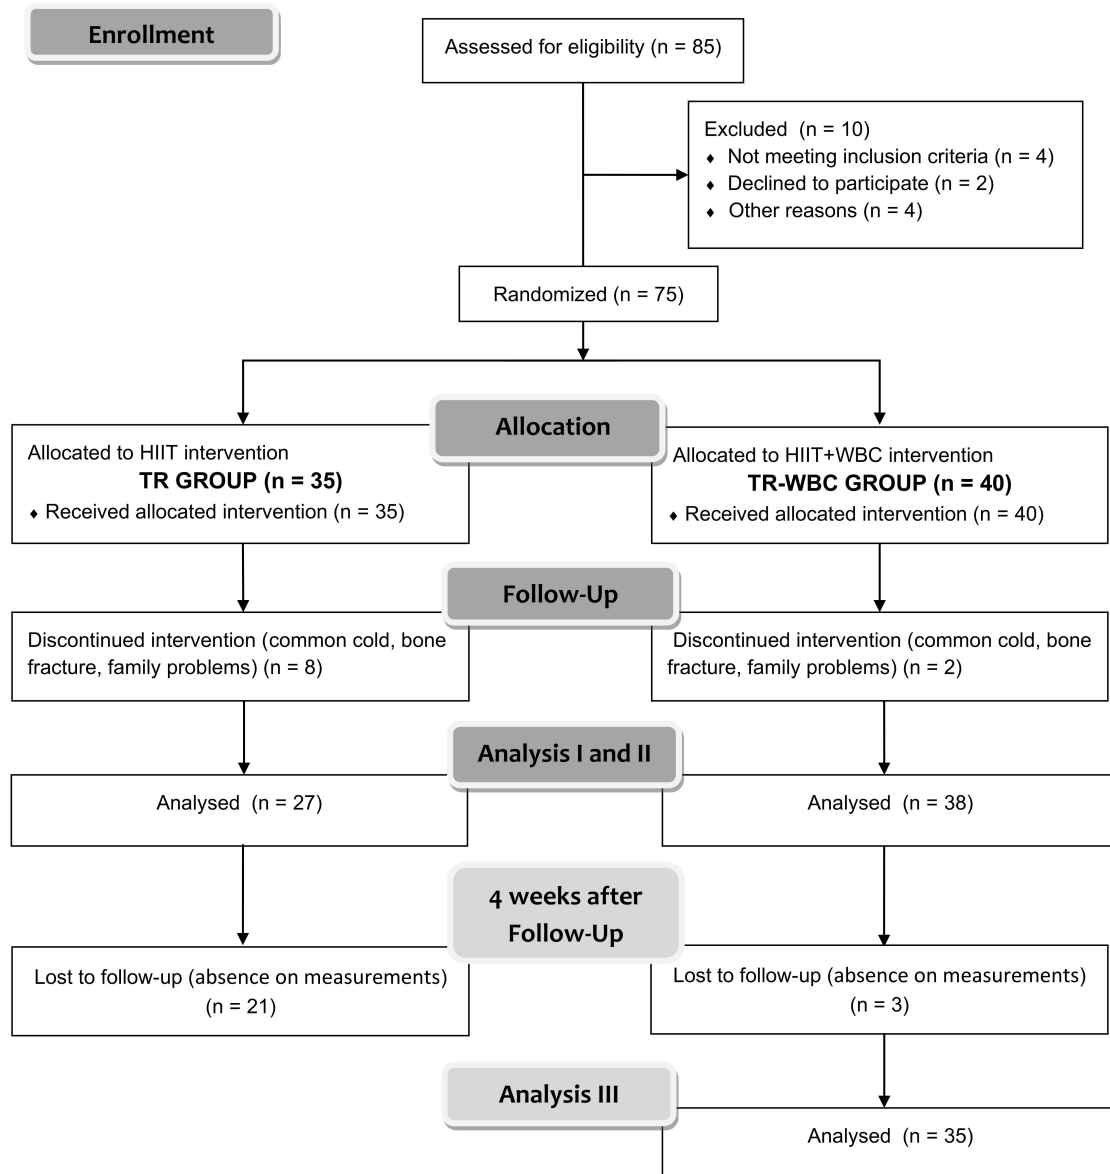 Enrollment
Assessed for eligibility (n = 85)
Excluded (n = 10)
♦ Not meeting inclusion criteria (n = 4)
♦ Declined to participate (n = 2)
♦ Other reasons (n = 4)
Randomized (n = 75)
Allocation
Allocated to HIIT intervention
TR GROUP (n = 35)
♦ Received allocated intervention (n = 35)
Allocated to HIIT+WBC intervention
TR-WBC GROUP (n = 40)
♦ Received allocated intervention (n = 40)
Follow-Up
Discontinued intervention (common cold, bone
fracture, family problems) (n = 8)
Discontinued intervention (common cold, bone
fracture, family problems) (n = 2)
Analysis I and II
Analysed (n = 27)
Analysed (n = 38)
4 weeks after
Follow-Up
Lost to follow-up (absence on measurements)
(n = 21)
Lost to follow-up (absence on measurements)
(n = 3)
Analysis III
Analysed (n = 35)